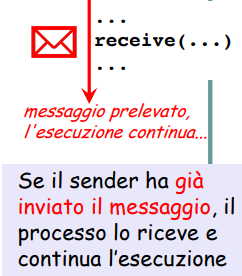 ...
receive(...)
...
messaggio prelevato,
l'esecuzione continua...
Se il sender ha già
inviato il messaggio, il
processo lo riceve e
continua l'esecuzione